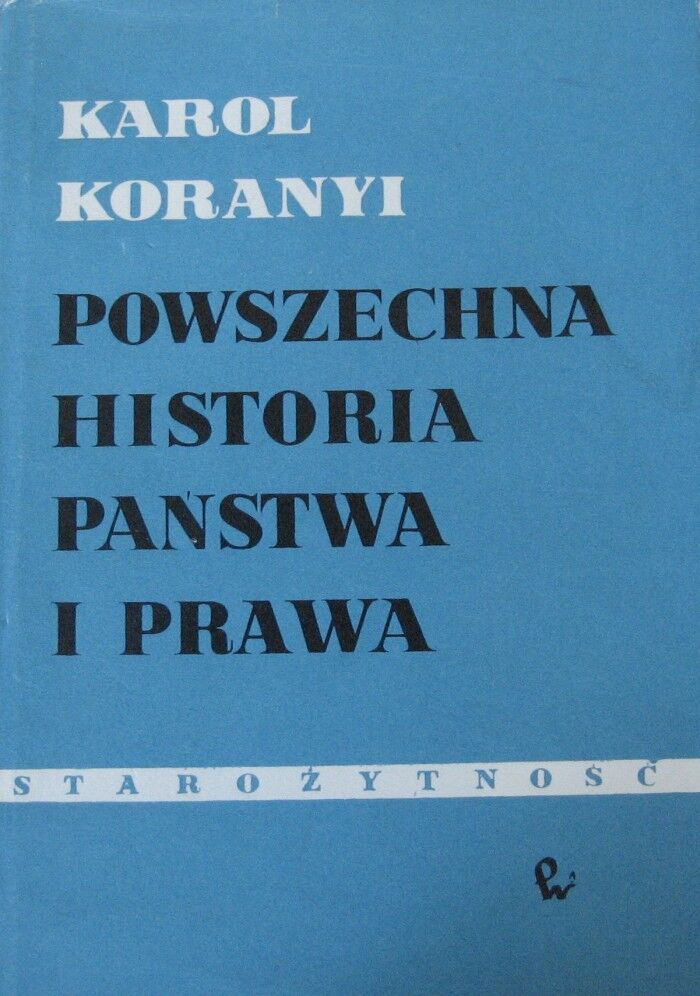 KAROL
KORANYI
POWSZECHNA
HISTORIA
PAŃSTWA
I PRAWA
STAROŻYTNOŚĆ